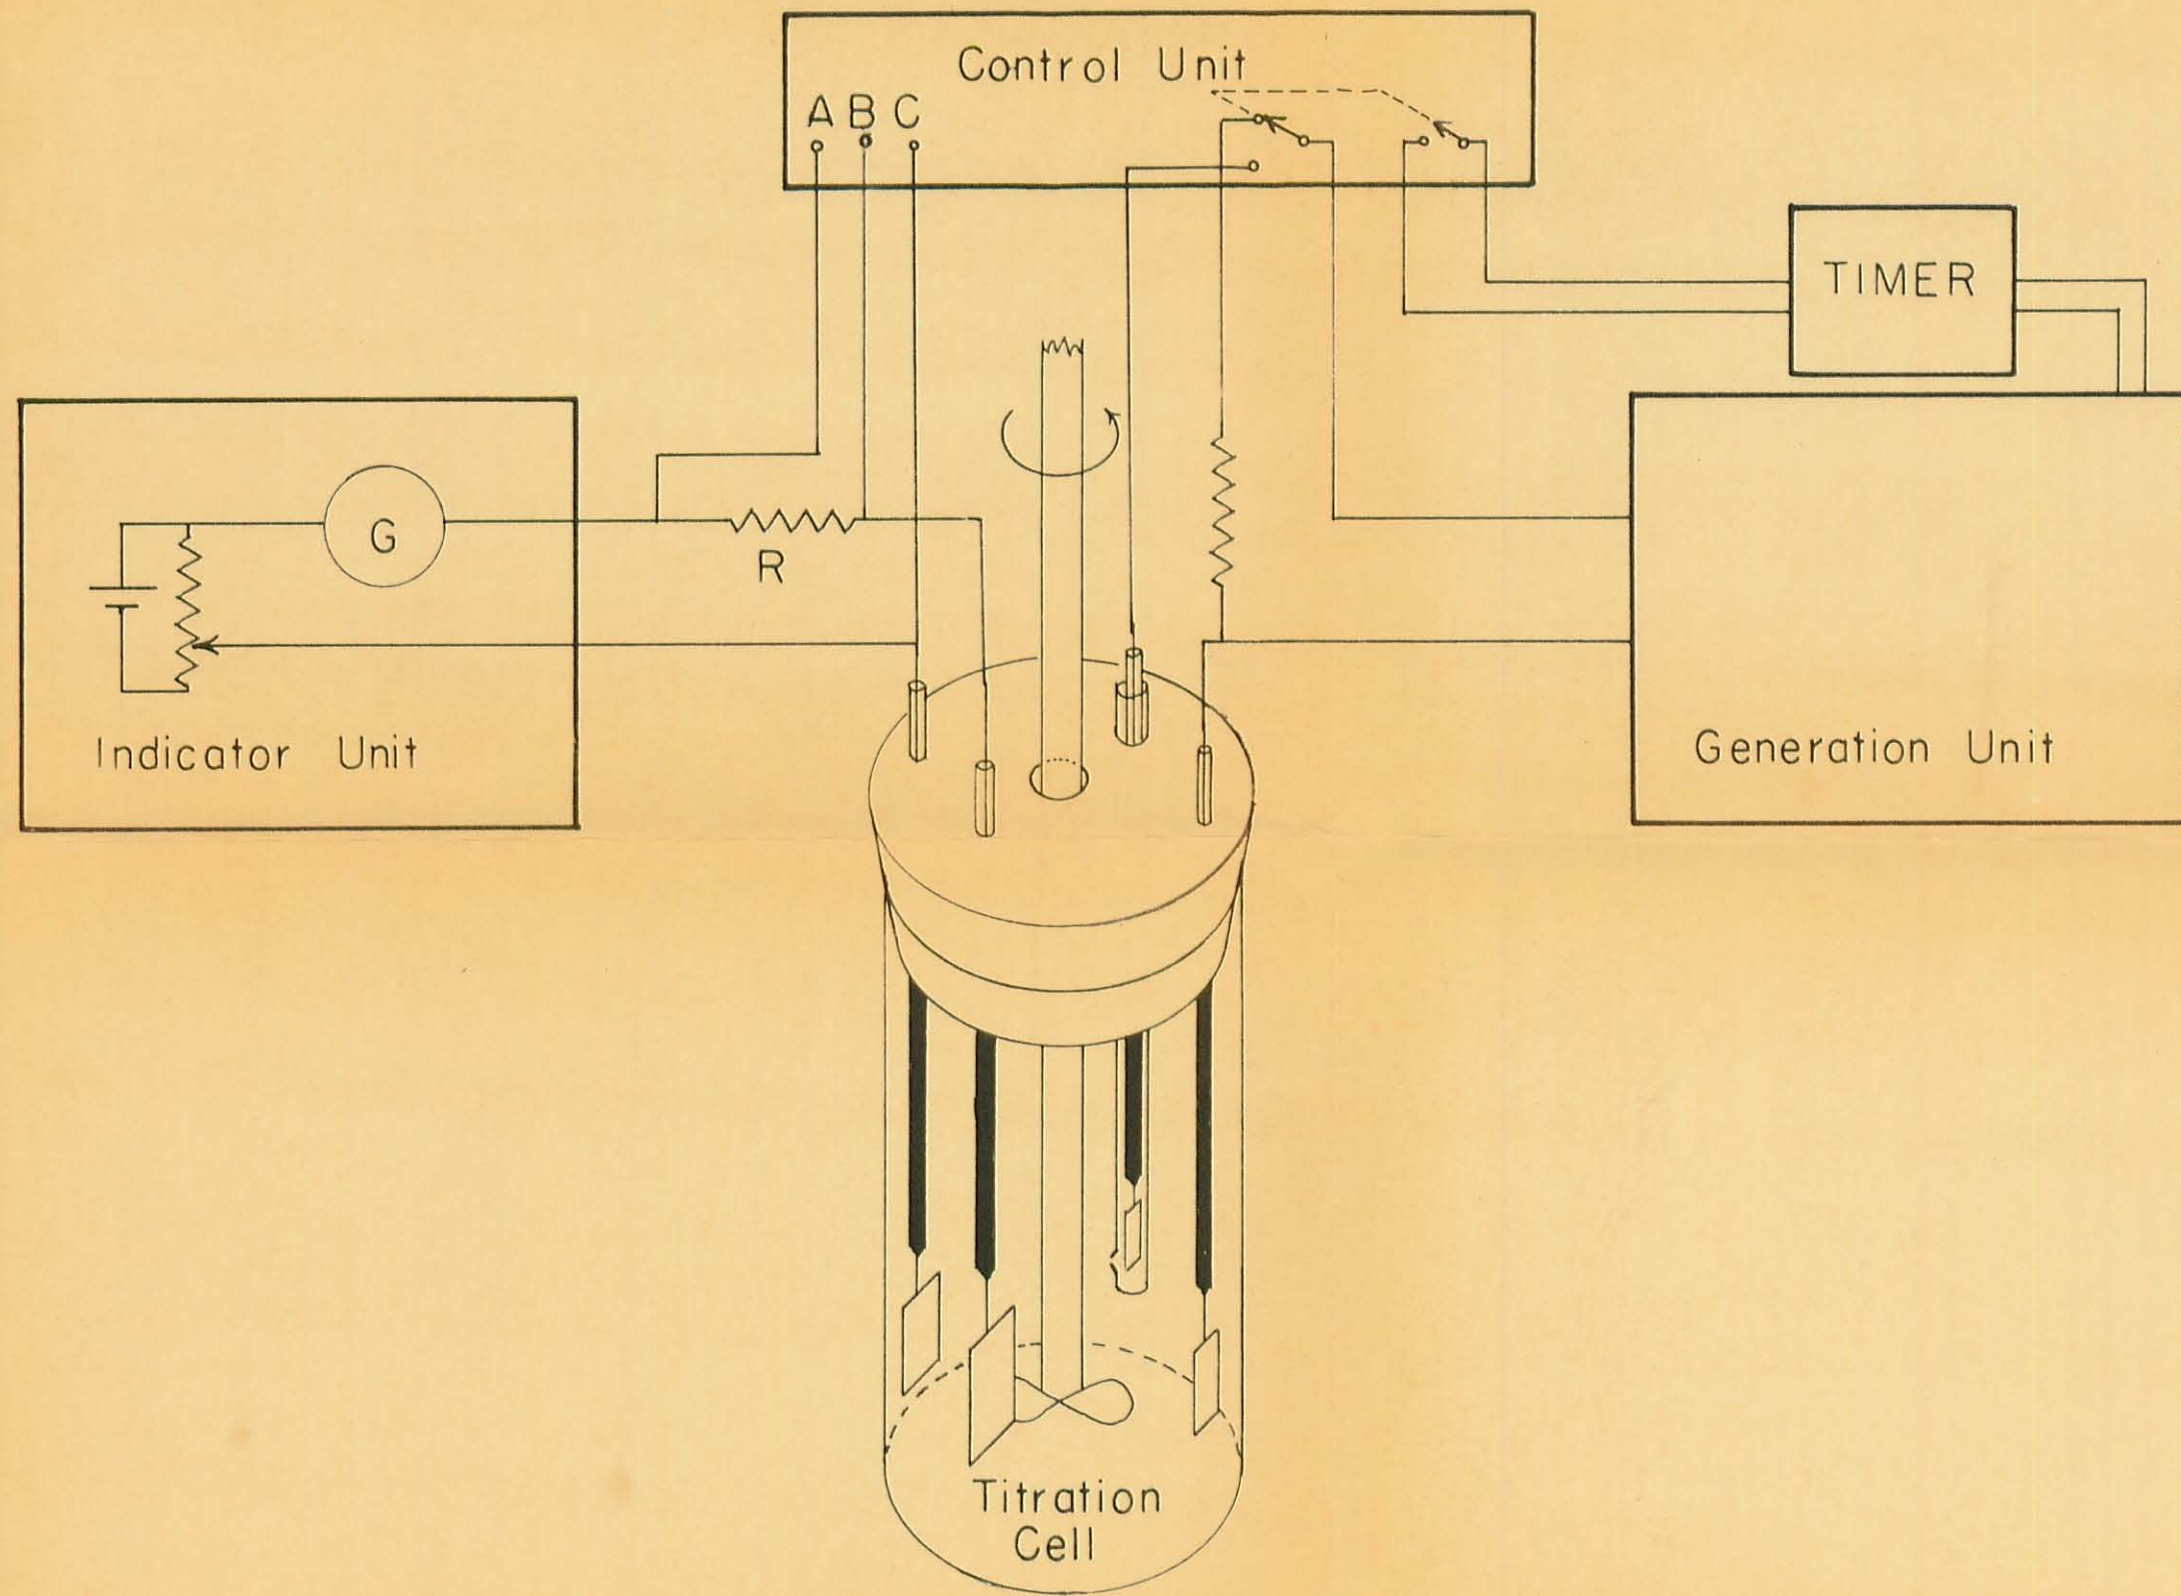 Control Unit
A B C
TIMER
G
R
Indicator Unit
Generation Unit
Titration
Cell